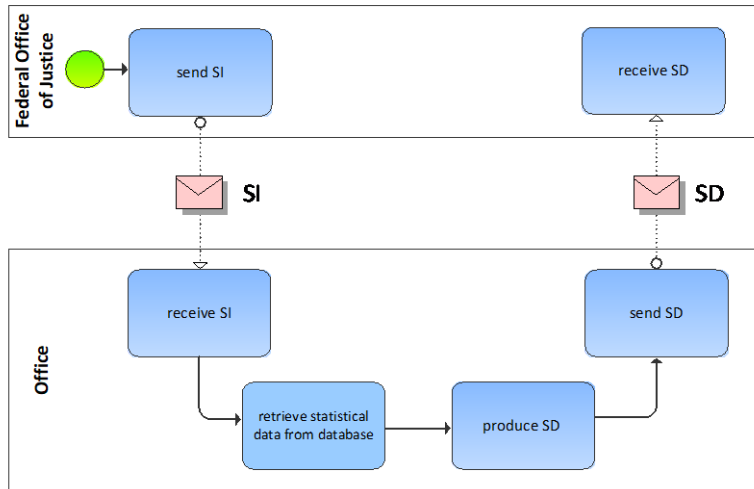 Federal Office
of Justice
send SI
receive SD
SI
SD
Office
receive SI
send SD
retrieve statistical
data from database
produce SD